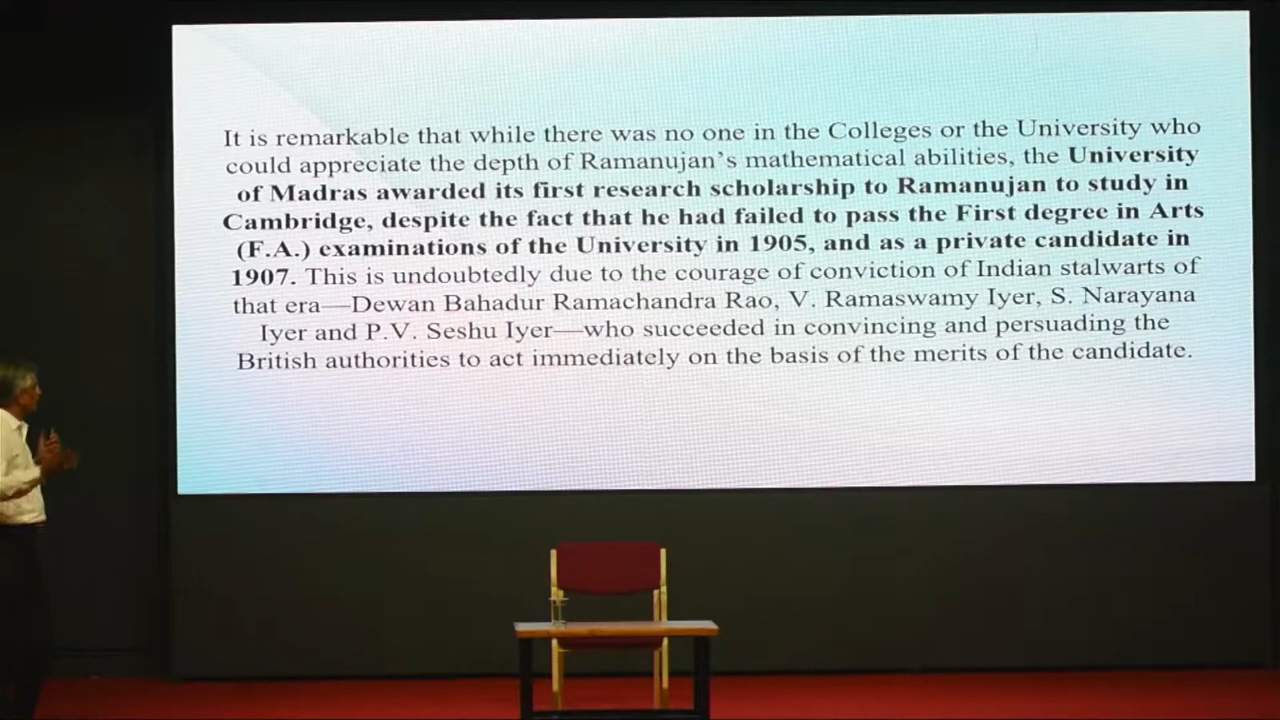 It is remarkable that while there was no one in the Colleges or the University who
could appreciate the depth of Ramanujan's mathematical abilities, the University
of Madras awarded its first research scholarship to Ramanujan to study in
Cambridge, despite the fact that he had failed to pass the First degree in Arts
(F.A.) examinations of the University in 1905, and as a private candidate in
1907. This is undoubtedly due to the courage of conviction of Indian stalwarts of
that era—Dewan Bahadur Ramachandra Rao, V. Ramaswamy Iyer, S. Narayana
Iyer and P.V. Seshu Iyer—who succeeded in convincing and persuading the
British authorities to act immediately on the basis of the merits of the candidate.